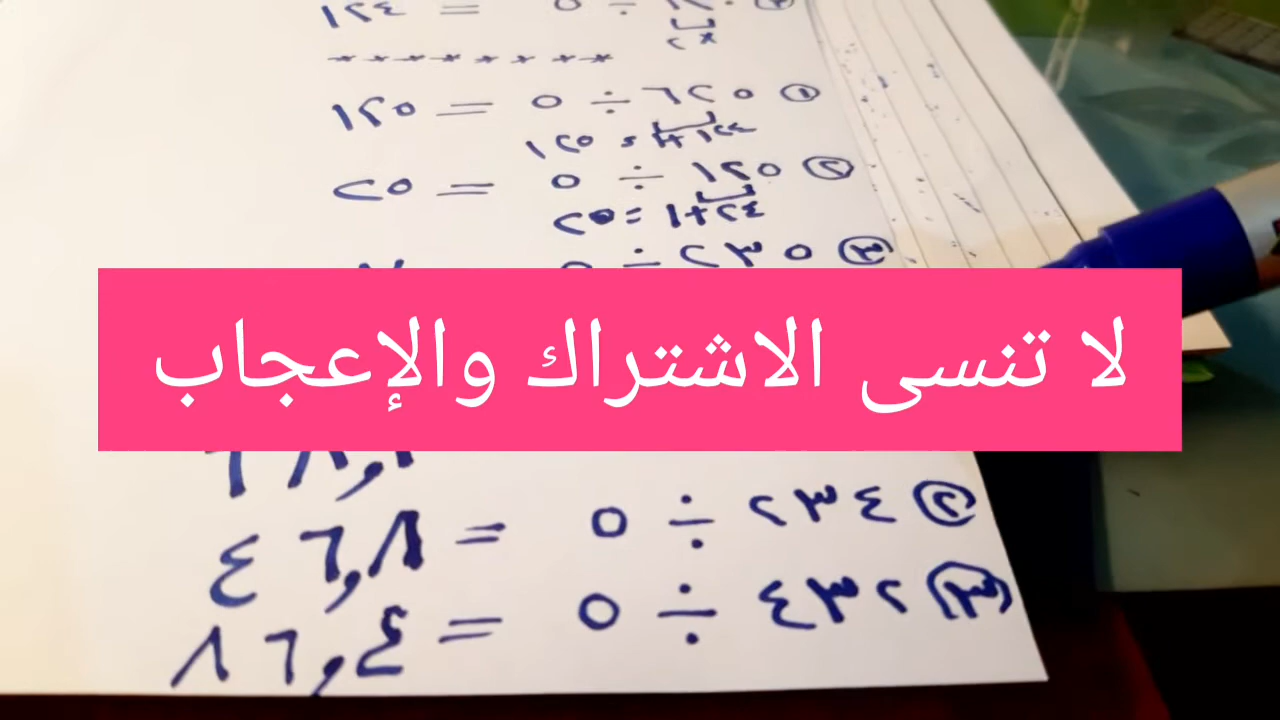 ÷ ٥ = ١٢٤
×٢
* * * * * * * *
① ٦٢٥ ÷ ٥ = ١٢٥
١٢٤+١ = ١٢٥
② ١٢٥ ÷ ٥ = ٢٥
٢٤+١ = ٢٥
③ ٢٣٥ ÷ ٥
لا تنسى الاشتراك والإعجاب
② ٢٣٤ ÷ ٥ = ٤٦,٨
③ ٤٣٢ ÷ ٥ = ٨٦,٤